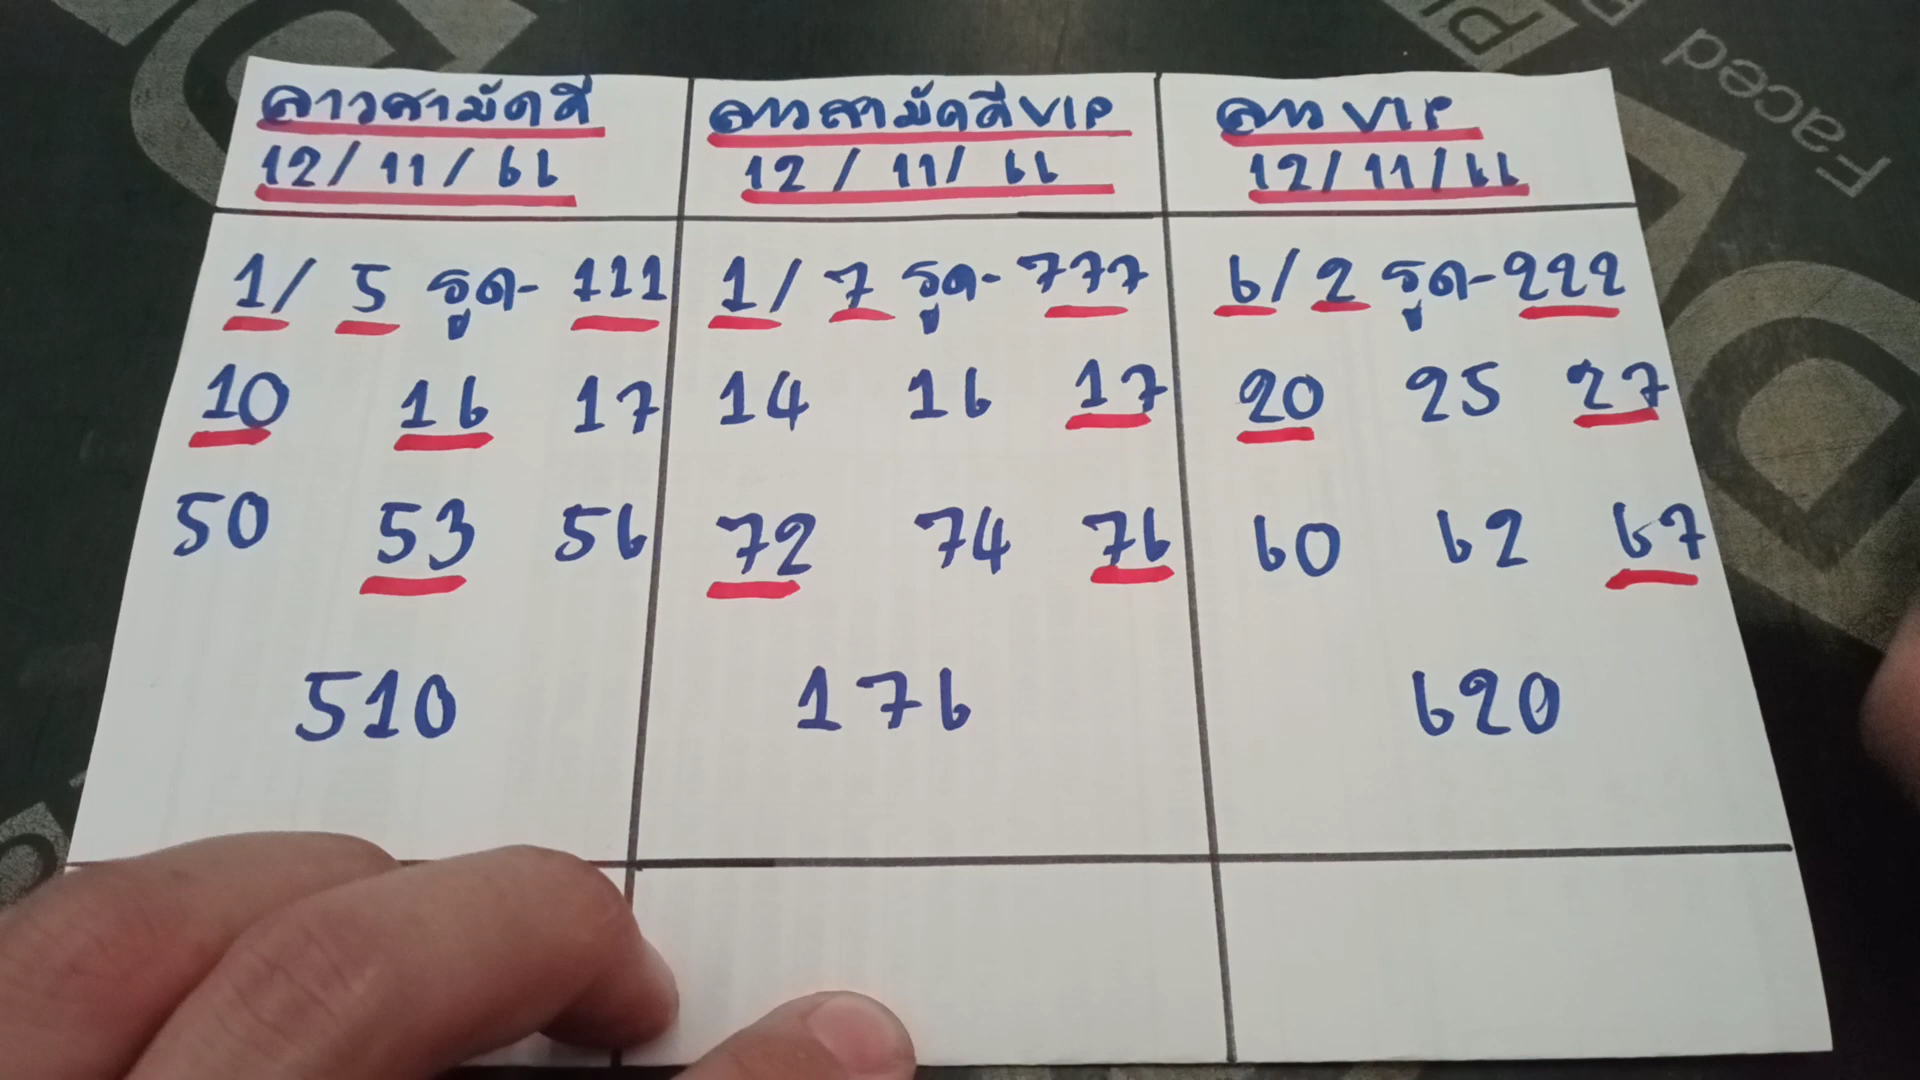 ลาวสามัคคี
12/11/66
1/5 รูด-111
10 16 17
50 53 56
510
ลาวสามัคคีVIP
12/11/66
1/7 รูด-777
14 16 17
72 74 76
176
ลาว VIP
12/11/66
6/2 รูด-222
20 25 27
60 62 67
620
Faced